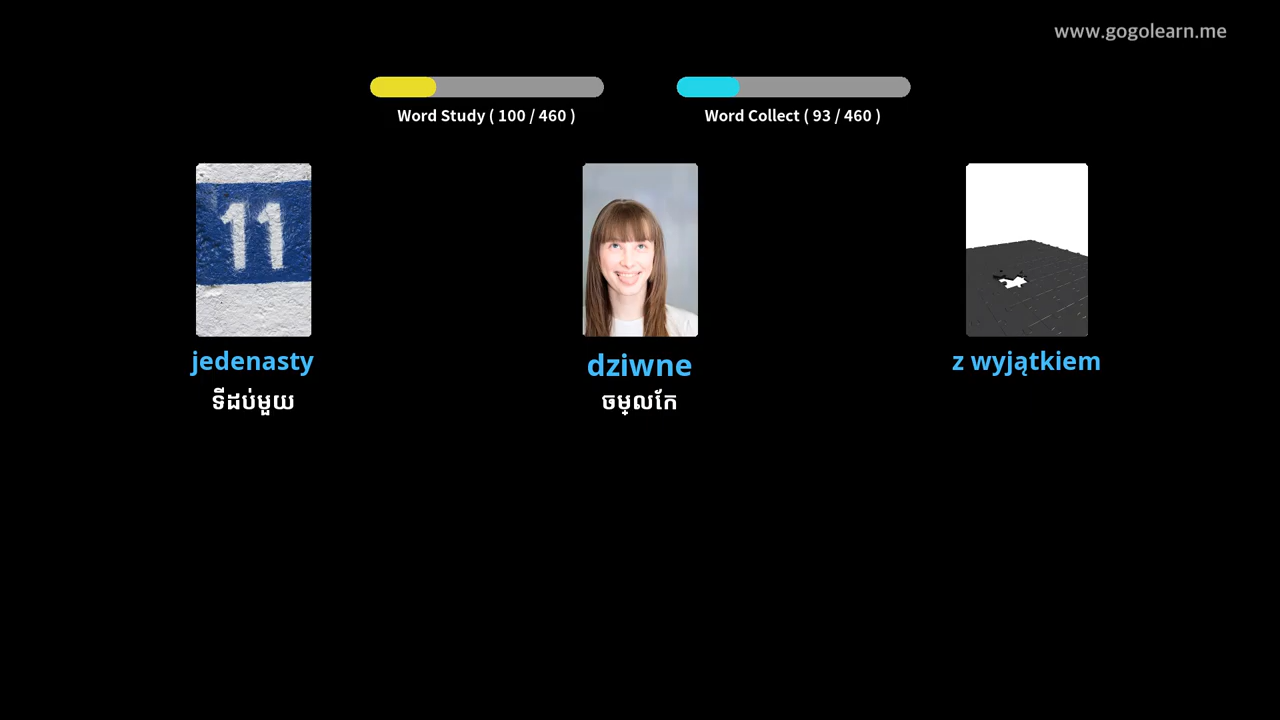 www.gogolearn.me
Word Study ( 100 / 460 )
Word Collect ( 93 / 460 )
11
jedenasty
dziwne
z wyjątkiem
ទីដប់មួយ
ចម្លែក